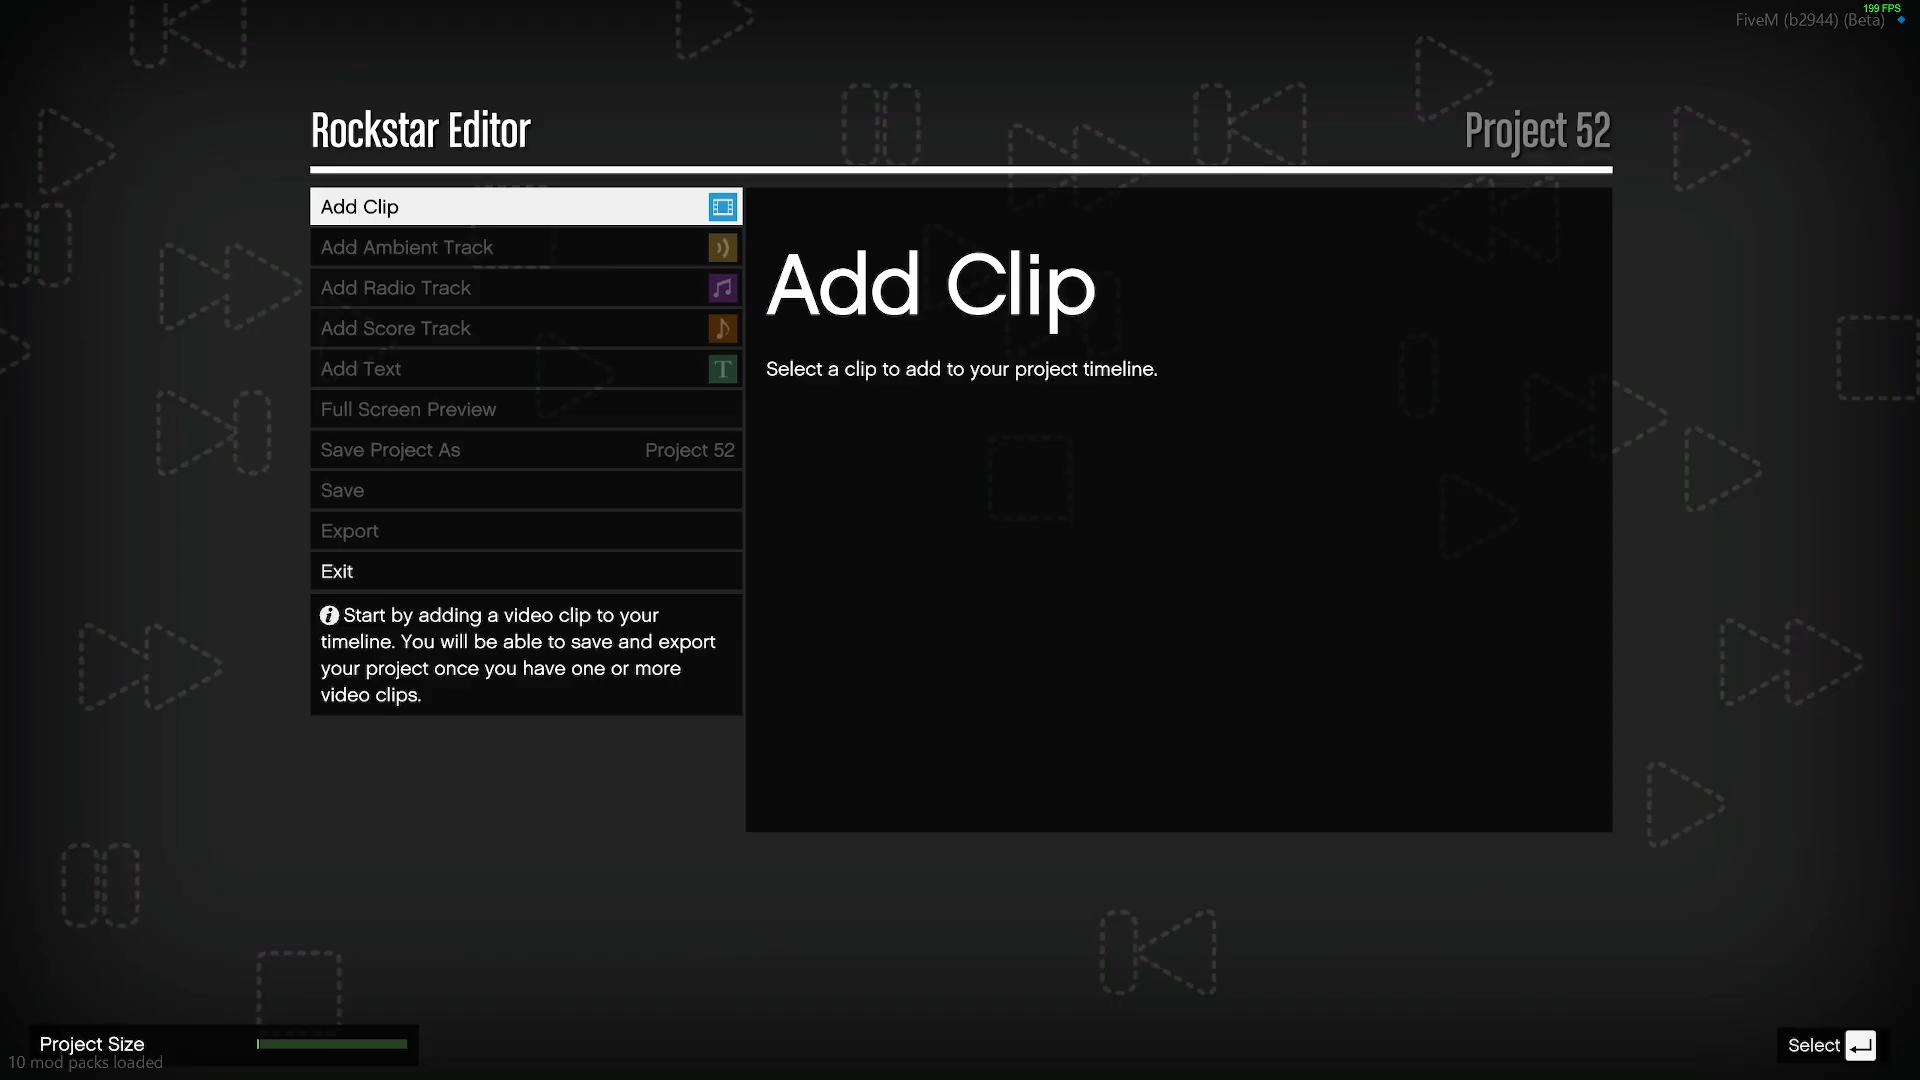 199 FPS
FiveM (b2944) (Beta)
Rockstar Editor
Project 52
Add Clip
Add Ambient Track
Add Radio Track
Add Score Track
Add Text
T
Full Screen Preview
Save Project As Project 52
Save
Export
Exit
Start by adding a video clip to your
timeline. You will be able to save and export
your project once you have one or more
video clips.
Add Clip
Select a clip to add to your project timeline.
Project Size
10 mod packs loaded
Select